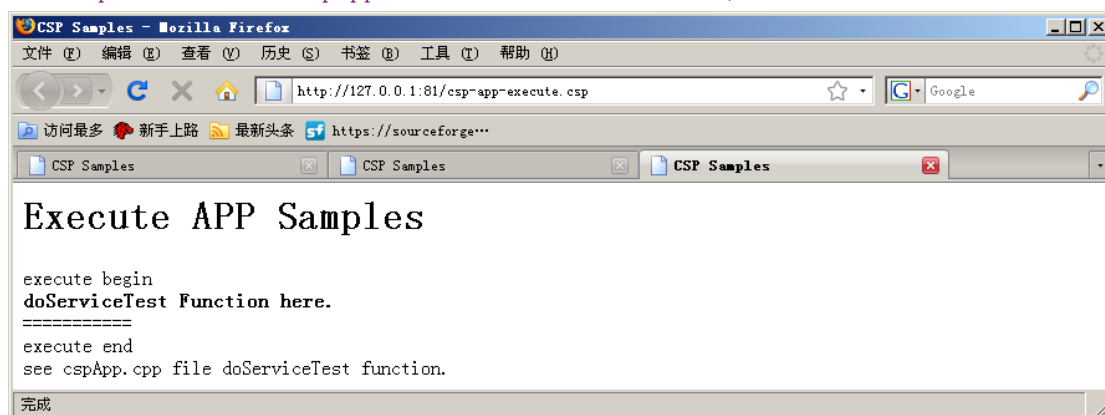 CSP Samples - Mozilla Firefox
文件 (F) 编辑 (E) 查看 (V) 历史 (S) 书签 (B) 工具 (T) 帮助 (H)
http://127.0.0.1:81/csp-app-execute.csp
G Google
访问最多 新手上路 最新头条 sf https://sourceforge…
CSP Samples CSP Samples CSP Samples
Execute APP Samples
execute begin
doServiceTest Function here.
===========
execute end
see cspApp.cpp file doServiceTest function.
完成